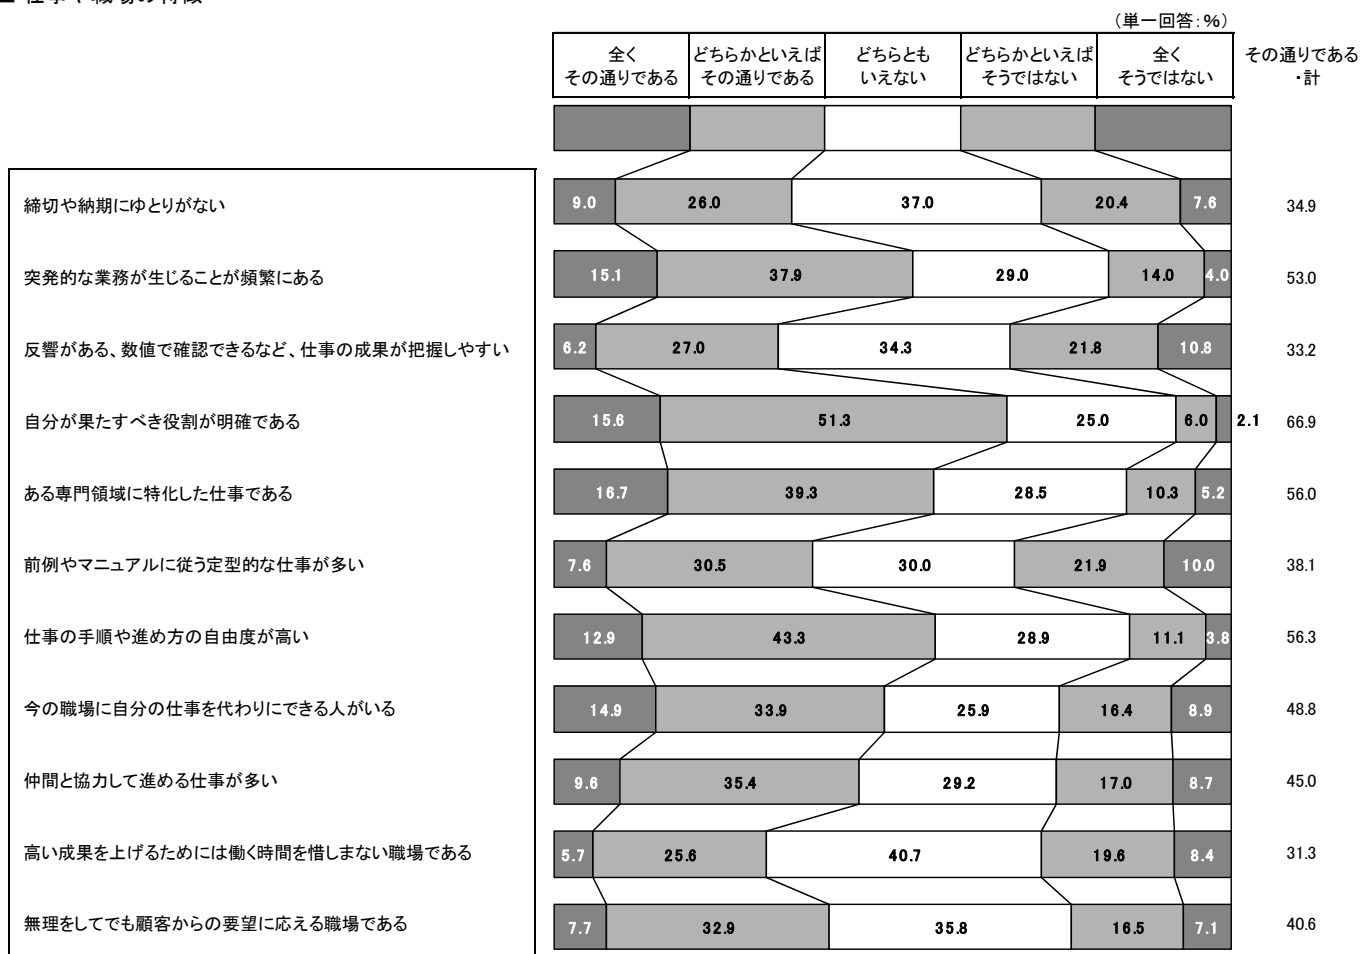 仕事や職場の特徴
（単一回答：％）
全く その通りである どちらかといえば その通りである どちらとも いえない どちらかといえば そうではない 全く そうではない その通りである ・計
締切や納期にゆとりがない 9.0 26.0 37.0 20.4 7.6 34.9
突発的な業務が生じることが頻繁にある 15.1 37.9 29.0 14.0 4.0 53.0
反響がある、数値で確認できるなど、仕事の成果が把握しやすい 6.2 27.0 34.3 21.8 10.8 33.2
自分が果たすべき役割が明確である 15.6 51.3 25.0 6.0 2.1 66.9
ある専門領域に特化した仕事である 16.7 39.3 28.5 10.3 5.2 56.0
前例やマニュアルに従う定型的な仕事が多い 7.6 30.5 30.0 21.9 10.0 38.1
仕事の手順や進め方の自由度が高い 12.9 43.3 28.9 11.1 3.8 56.3
今の職場に自分の仕事を代わりにできる人がいる 14.9 33.9 25.9 16.4 8.9 48.8
仲間と協力して進める仕事が多い 9.6 35.4 29.2 17.0 8.7 45.0
高い成果を上げるためには働く時間を惜しまない職場である 5.7 25.6 40.7 19.6 8.4 31.3
無理をしてでも顧客からの要望に応える職場である 7.7 32.9 35.8 16.5 7.1 40.6